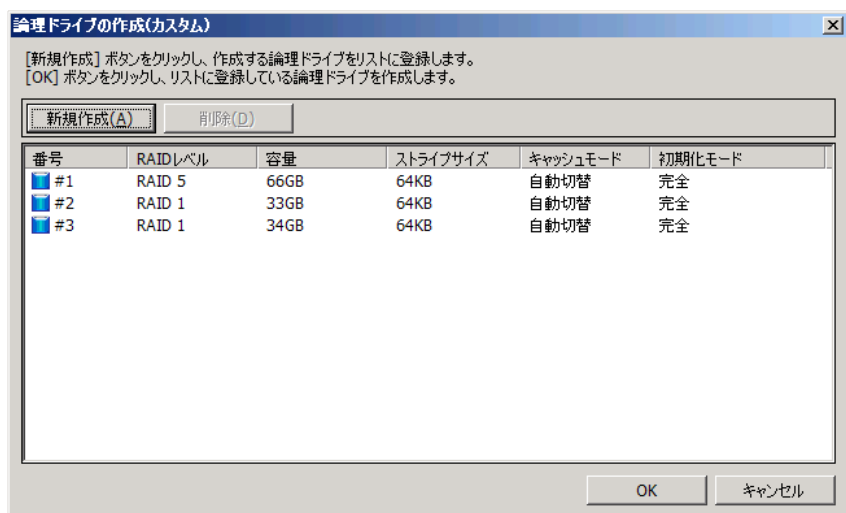 論理ドライブの作成(カスタム)
[新規作成] ボタンをクリックし、作成する論理ドライブをリストに登録します。
[OK] ボタンをクリックし、リストに登録している論理ドライブを作成します。
新規作成(A) 削除(D)
番号 RAIDレベル 容量 ストライプサイズ キャッシュモード 初期化モード
#1 RAID 5 66GB 64KB 自動切替 完全
#2 RAID 1 33GB 64KB 自動切替 完全
#3 RAID 1 34GB 64KB 自動切替 完全
OK キャンセル